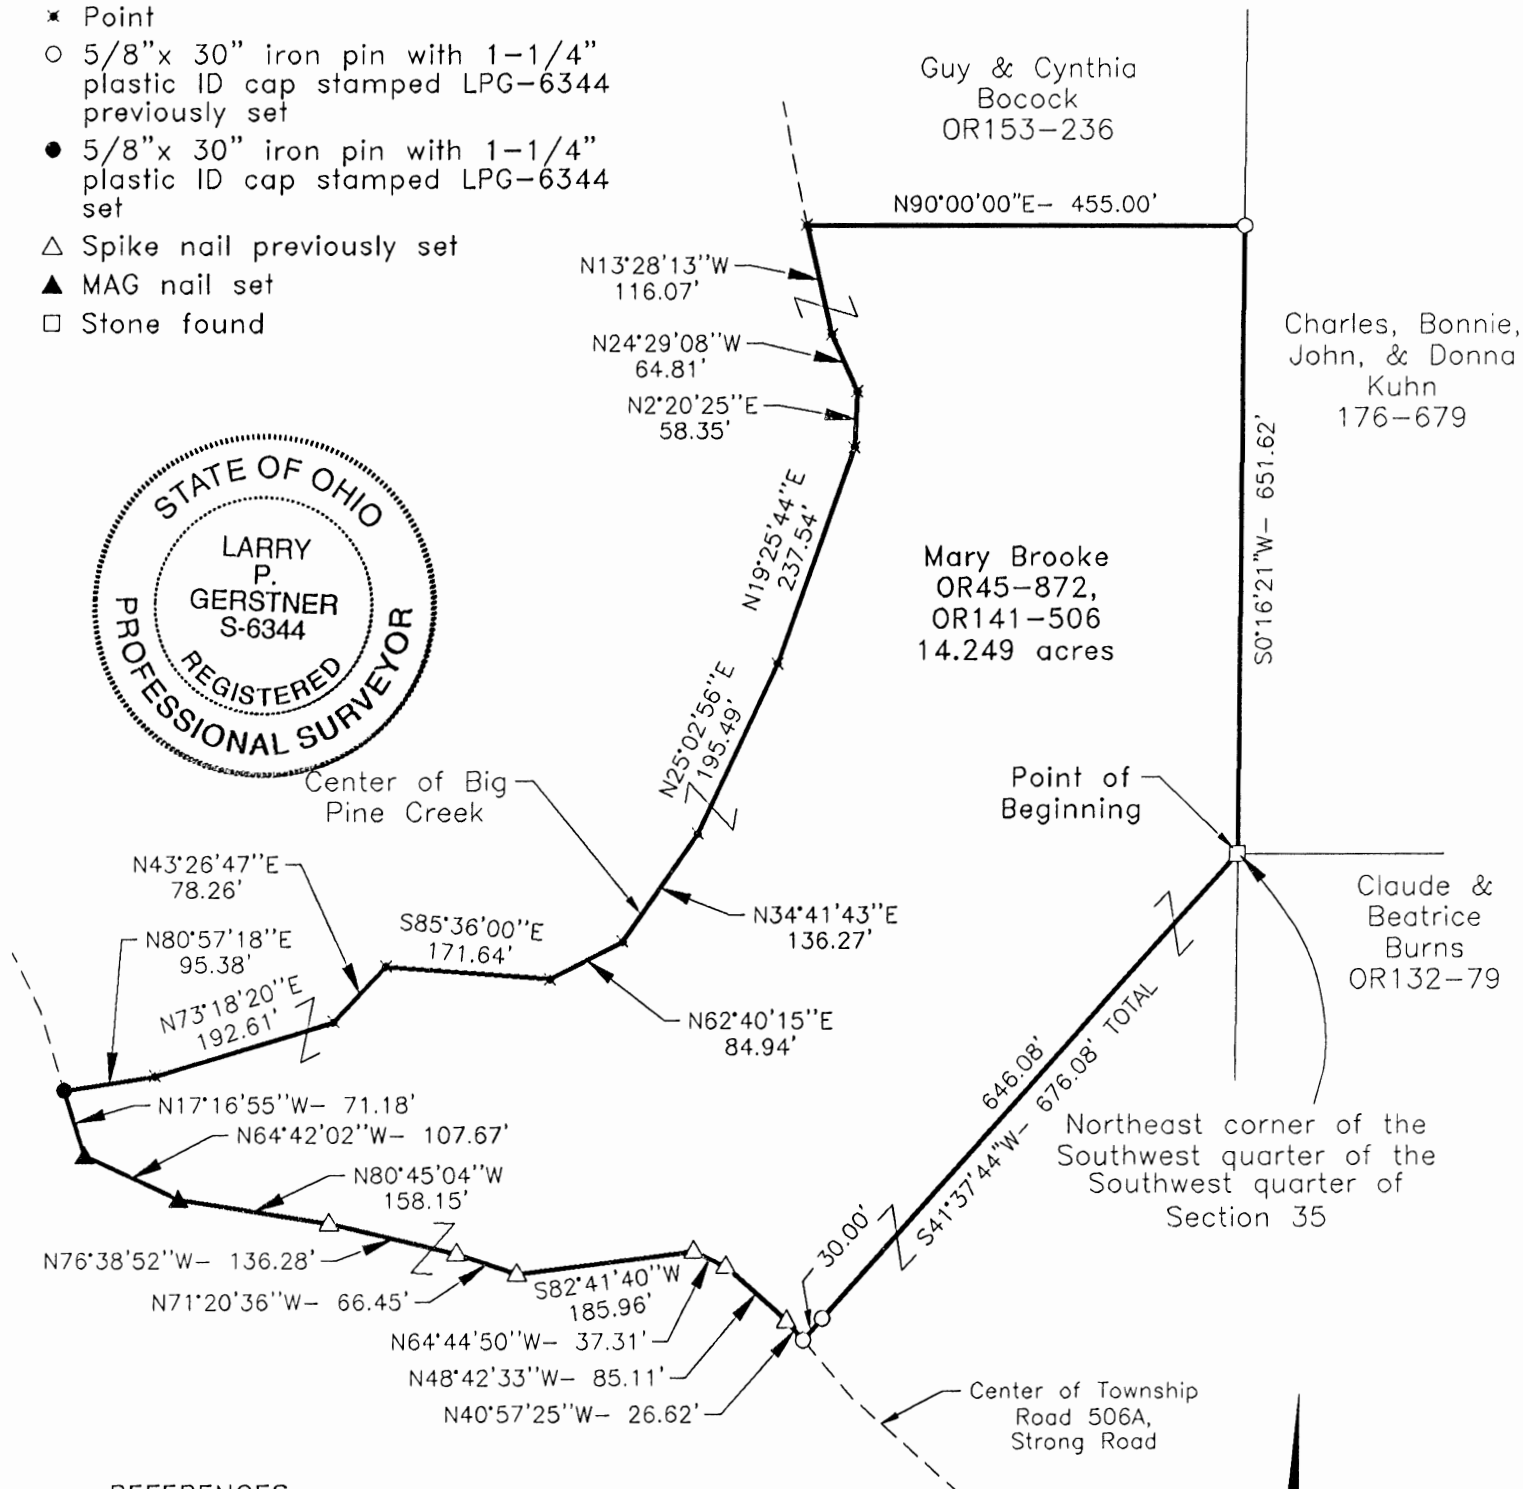 Point
5/8"x 30" iron pin with 1-1/4"
plastic ID cap stamped LPG-6344
previously set
5/8"x 30" iron pin with 1-1/4"
plastic ID cap stamped LPG-6344
set
Spike nail previously set
MAG nail set
Stone found
Guy & Cynthia
Bocock
OR153-236
N90°00'00"E- 455.00'
N13°28'13"W
116.07'
N24°29'08"W
64.81'
N2°20'25"E
58.35'
Charles, Bonnie,
John, & Donna
Kuhn
176-679
S0°16'21"W- 651.62'
N19°25'44"E
237.54'
STATE OF OHIO
LARRY
P.
GERSTNER
S-6344
REGISTERED
PROFESSIONAL SURVEYOR
Mary Brooke
OR45-872,
OR141-506
14.249 acres
N25°02'56"E
195.49'
Center of Big
Pine Creek
Point of
Beginning
N43°26'47"E
78.26'
N80°57'18"E
95.38'
S85°36'00"E
171.64'
N34°41'43"E
136.27'
Claude &
Beatrice
Burns
OR132-79
N73°18'20"E
192.61'
N62°40'15"E
84.94'
646.08'
S41°37'44"W- 676.08' TOTAL
N17°16'55"W- 71.18'
N64°42'02"W- 107.67'
N80°45'04"W
158.15'
Northeast corner of the
Southwest quarter of the
Southwest quarter of
Section 35
30.00'
N76°38'52"W- 136.28'
N71°20'36"W- 66.45'
S82°41'40"W
185.96'
N64°44'50"W- 37.31'
N48°42'33"W- 85.11'
N40°57'25"W- 26.62'
Center of Township
Road 506A,
Strong Road
REFERENCES